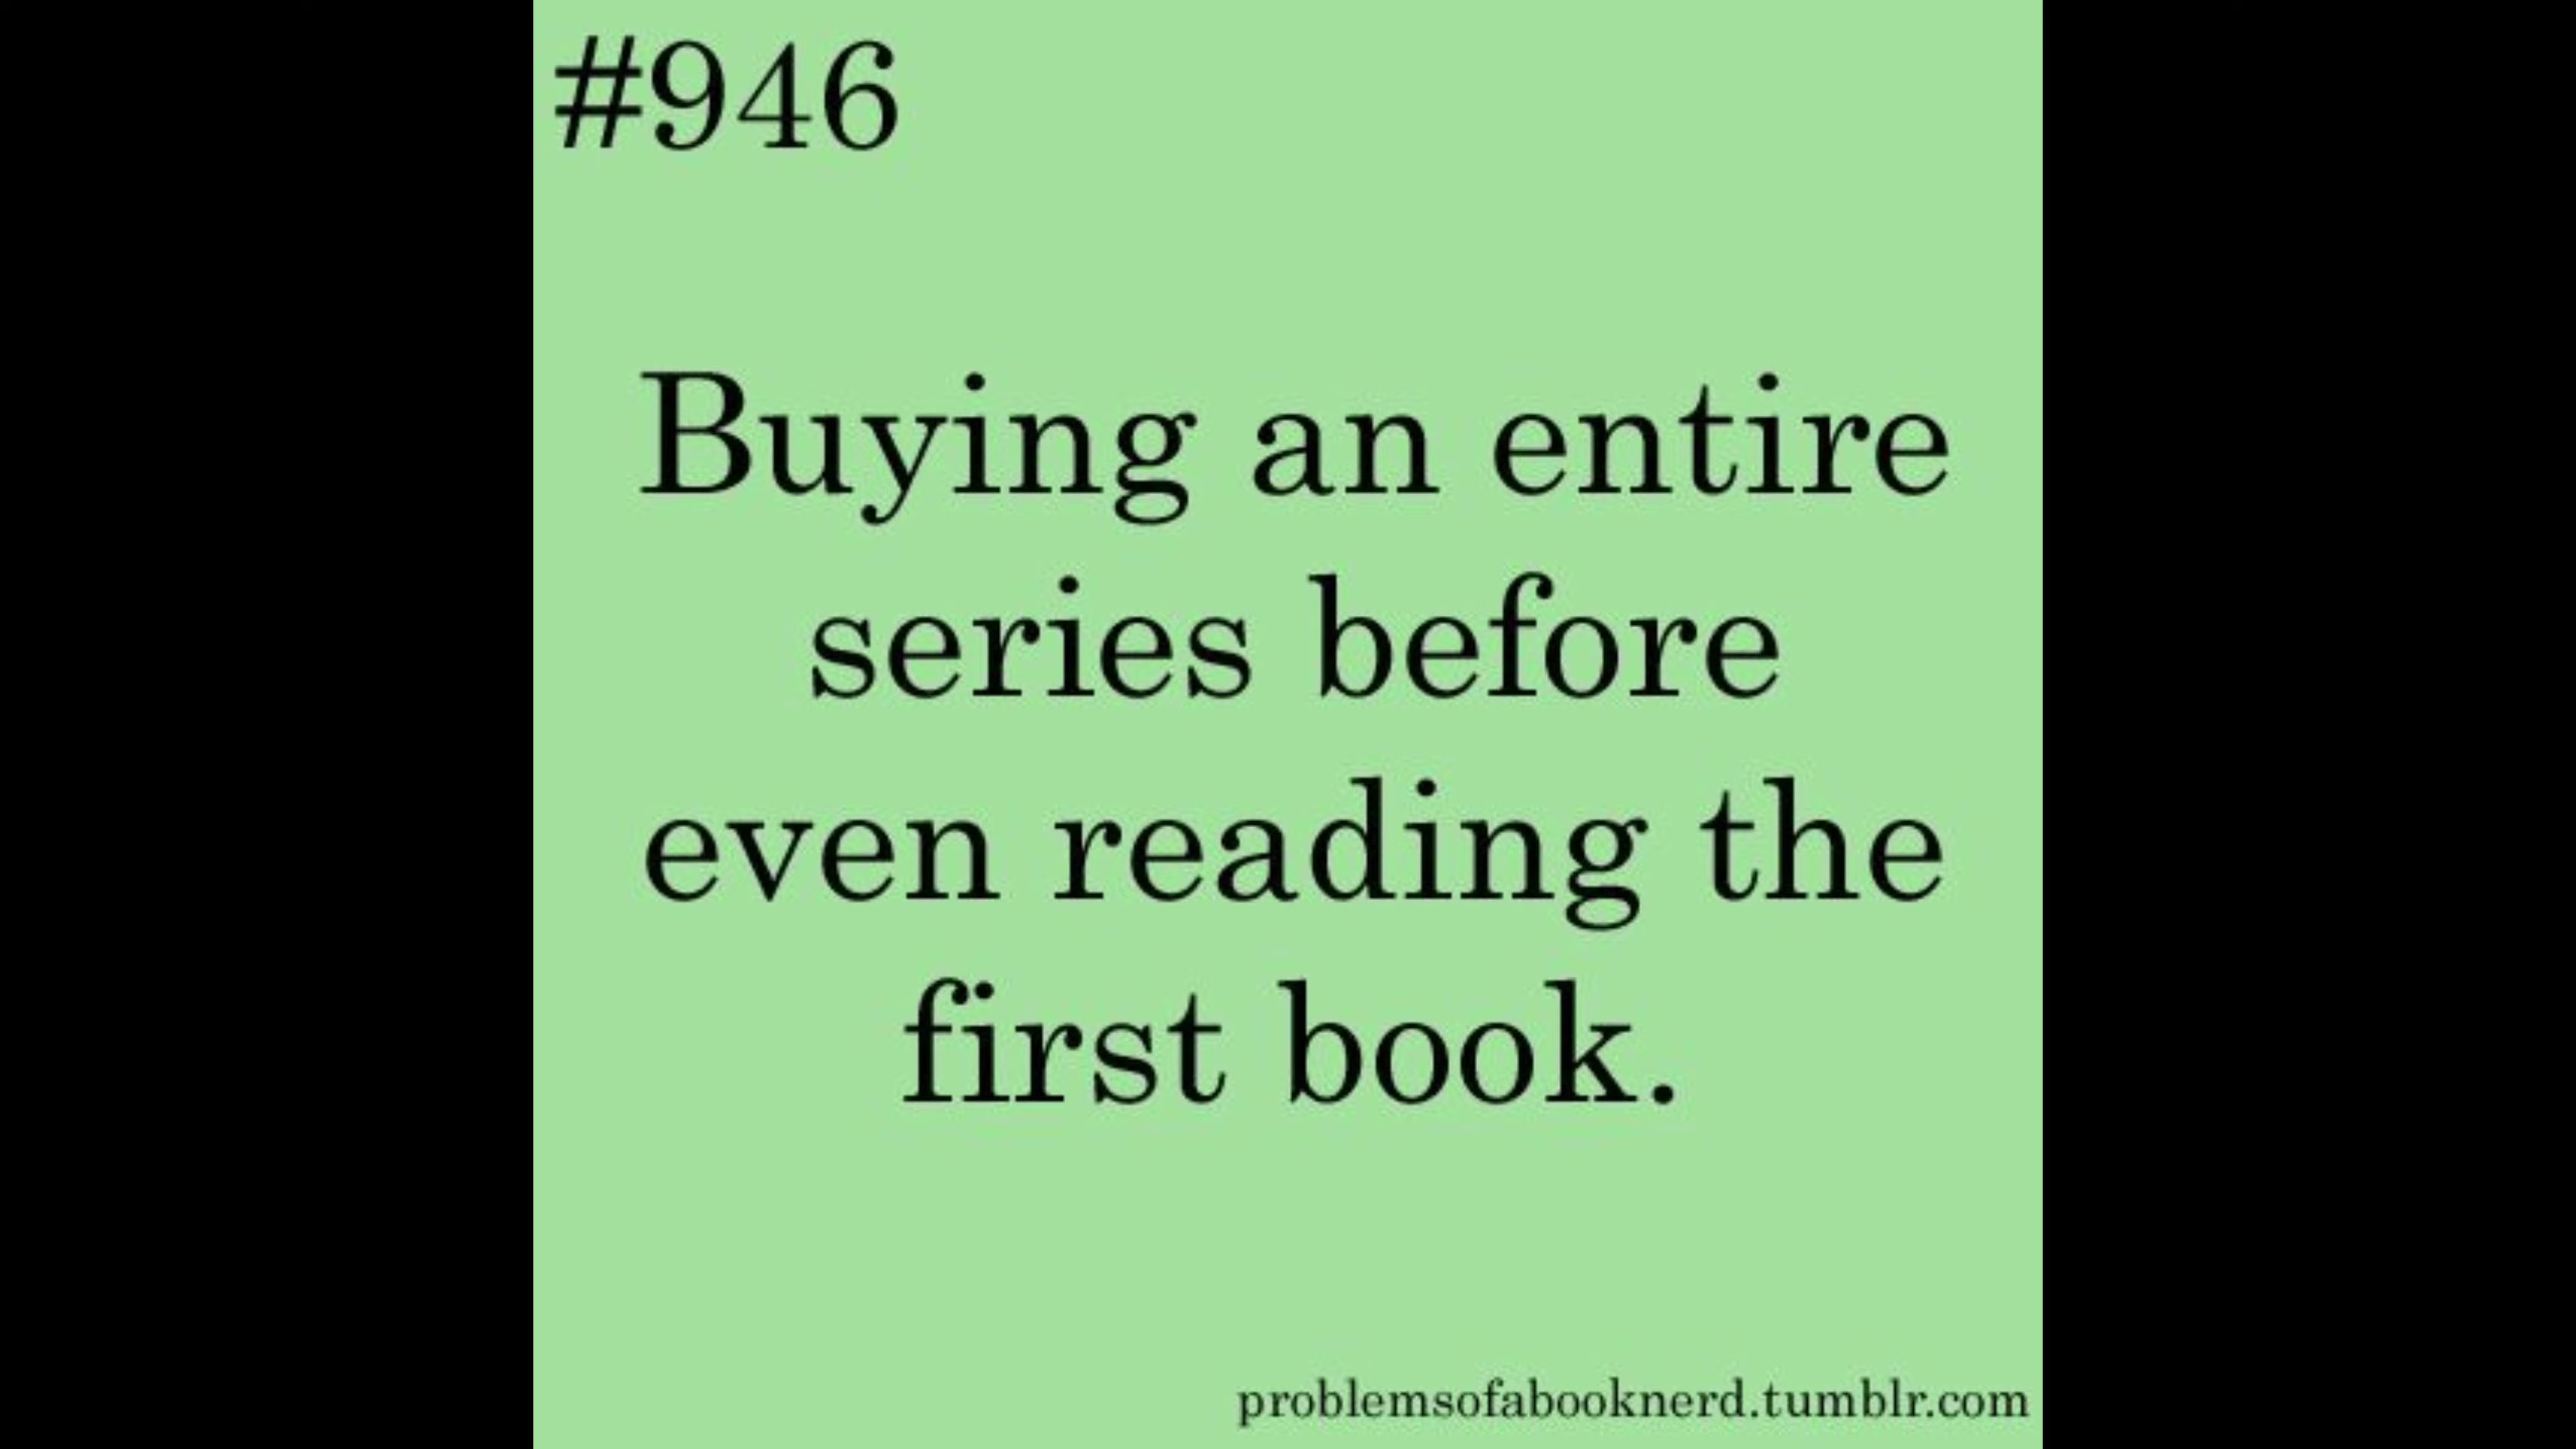 #946
Buying an entire
series before
even reading the
first book.
problemsofabooknerd.tumblr.com